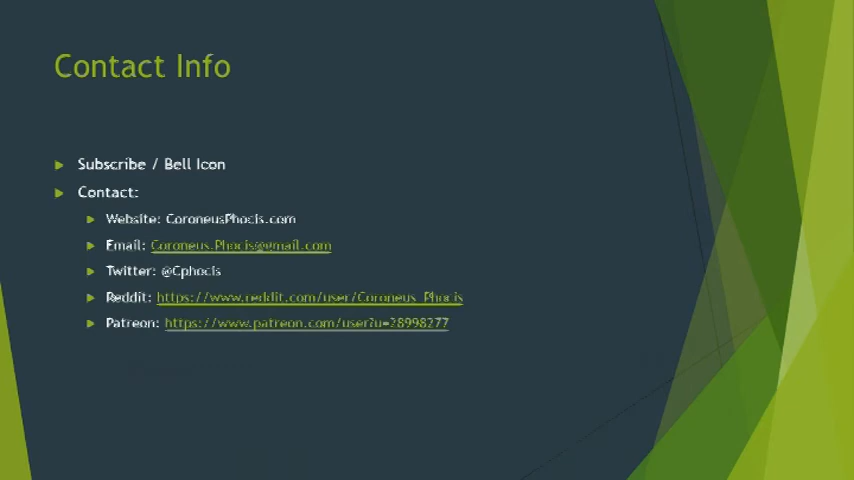 Contact Info
Subscribe / Bell Icon
Contact:
Website: CoroneusPhocis.com
Email: Coroneus.Phocis@gmail.com
Twitter: @Cphocis
Reddit: https://www.reddit.com/user/Coroneus_Phocis
Patreon: https://www.patreon.com/user?u=28998277